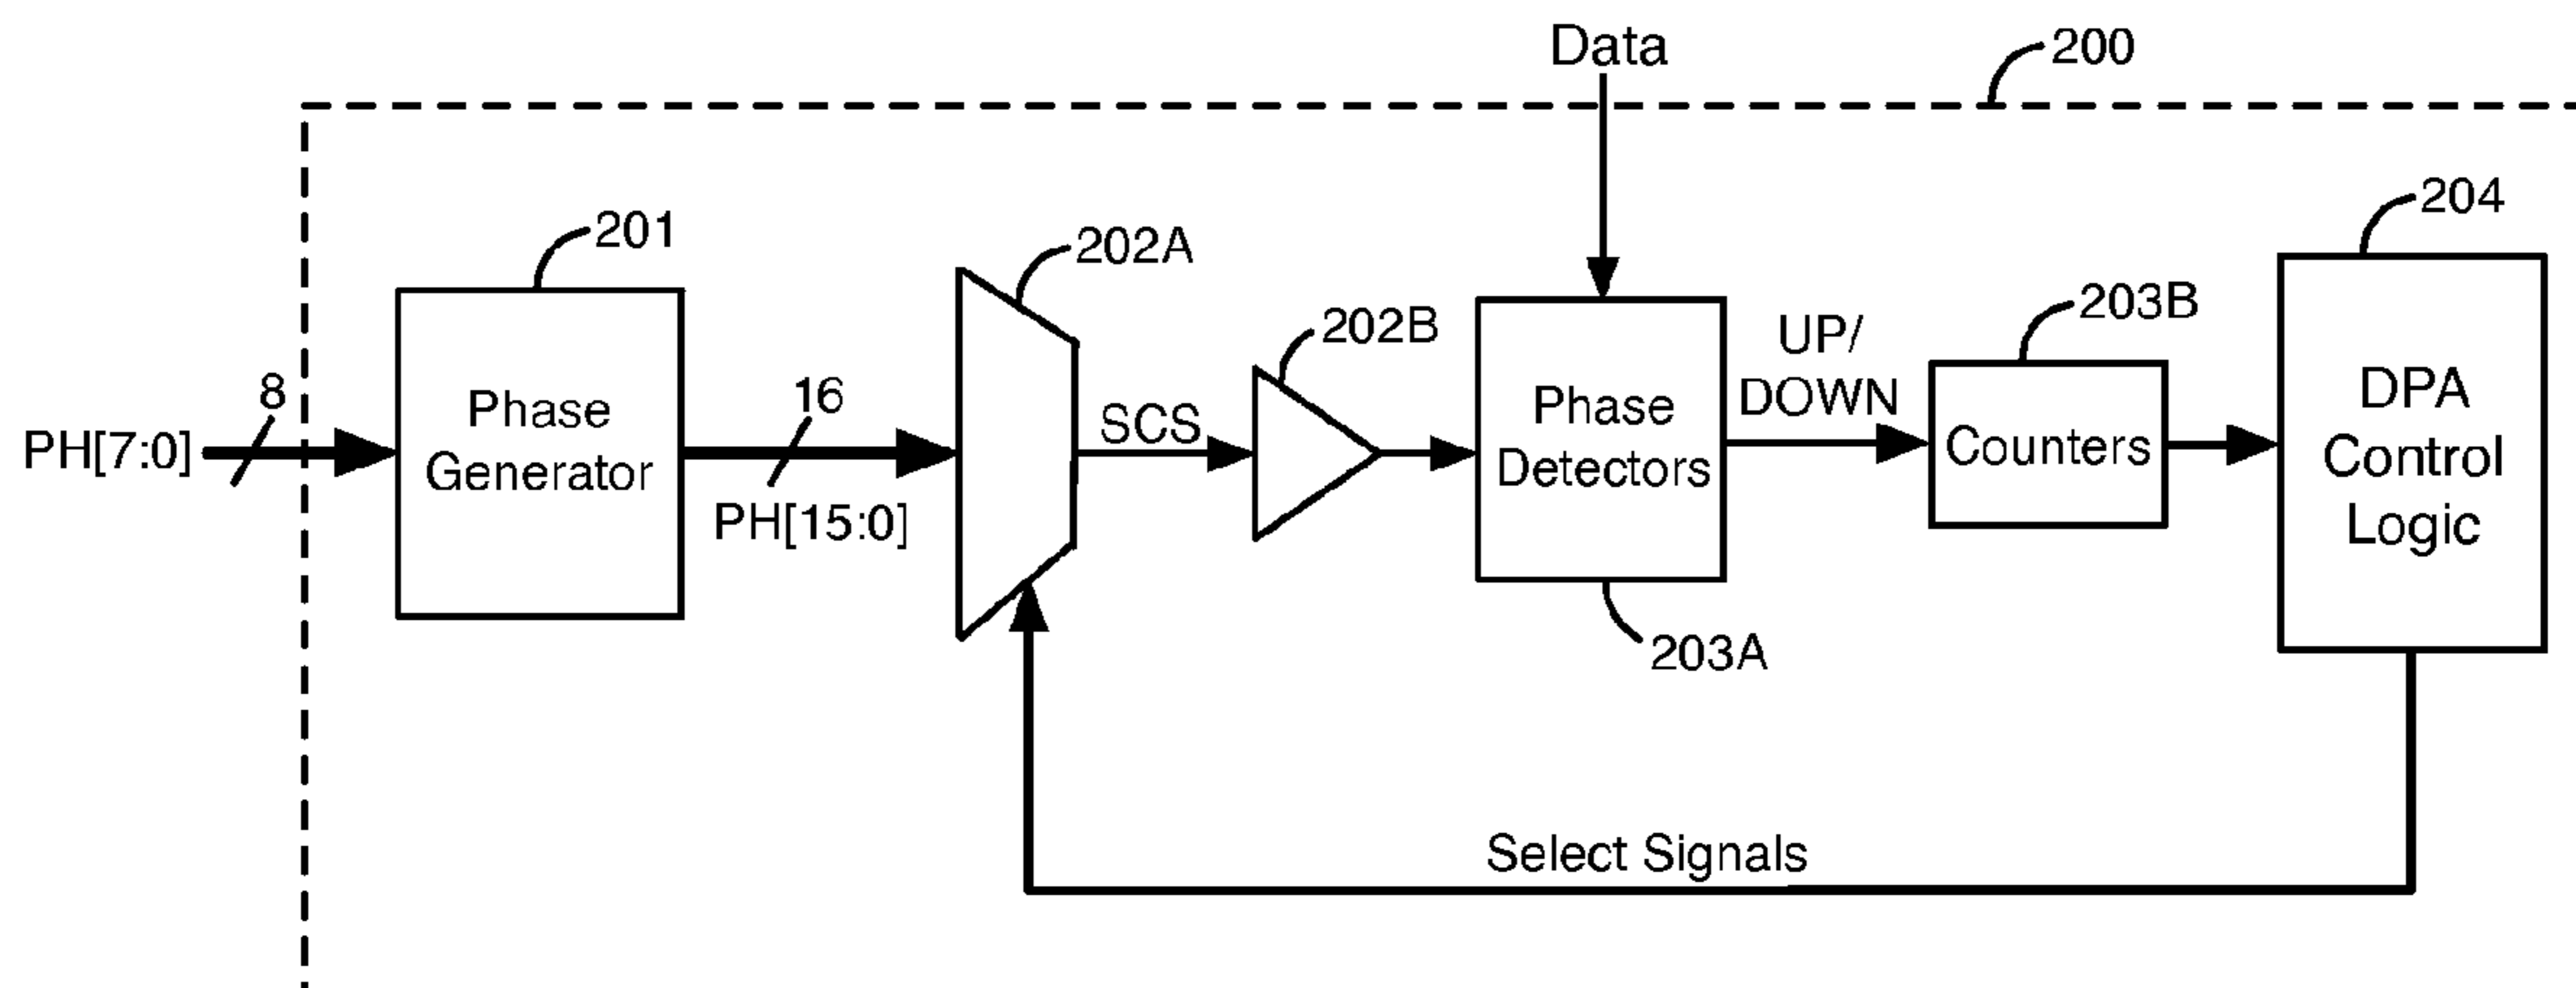 Data
200
201
202A
204
202B
203B
8
16
UP/
DOWN
PH[7:0]
Phase
Generator
PH[15:0]
SCS
Phase
Detectors
Counters
DPA
Control
Logic
203A
Select Signals